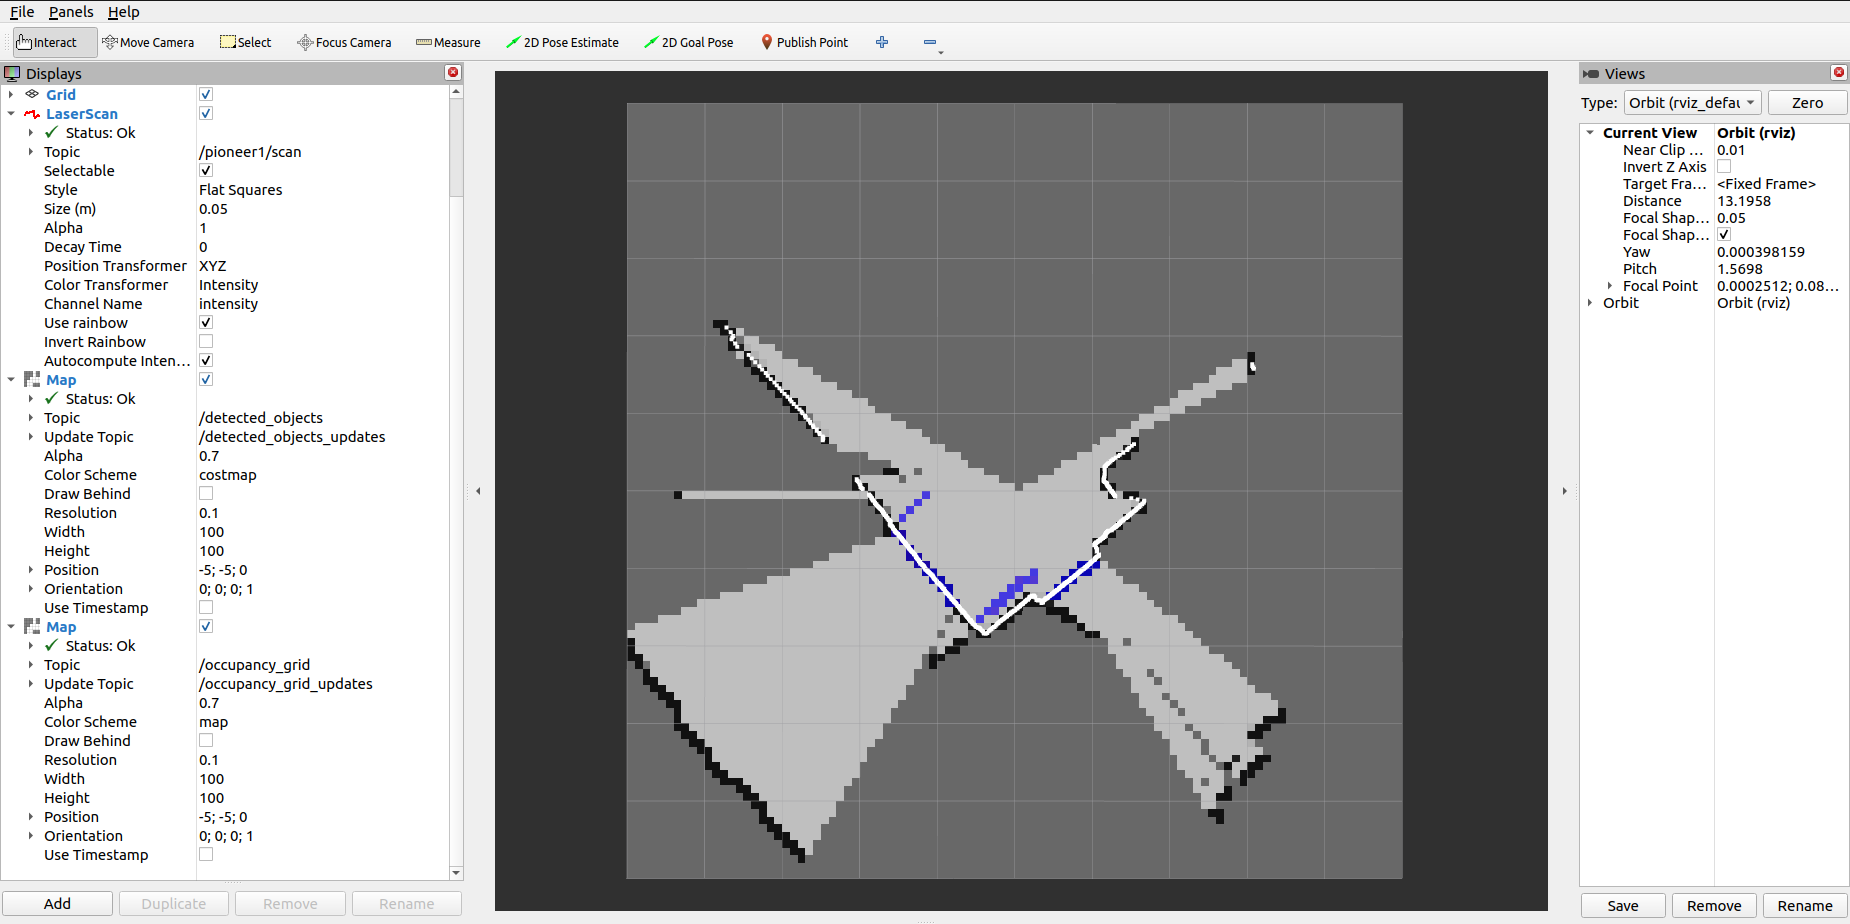 File Panels Help
Interact Move Camera Select Focus Camera Measure 2D Pose Estimate 2D Goal Pose Publish Point
Displays
Grid
LaserScan
Status: Ok
Topic /pioneer1/scan
Selectable
Style Flat Squares
Size (m) 0.05
Alpha 1
Decay Time 0
Position Transformer XYZ
Color Transformer Intensity
Channel Name intensity
Use rainbow
Invert Rainbow
Autocompute Inten...
Map
Status: Ok
Topic /detected_objects
Update Topic /detected_objects_updates
Alpha 0.7
Color Scheme costmap
Draw Behind
Resolution 0.1
Width 100
Height 100
Position -5; -5; 0
Orientation 0; 0; 0; 1
Use Timestamp
Map
Status: Ok
Topic /occupancy_grid
Update Topic /occupancy_grid_updates
Alpha 0.7
Color Scheme map
Draw Behind
Resolution 0.1
Width 100
Height 100
Position -5; -5; 0
Orientation 0; 0; 0; 1
Use Timestamp
Add Duplicate Remove Rename
Views
Type: Orbit (rviz_defau Zero
Current View Orbit (rviz)
Near Clip ... 0.01
Invert Z Axis
Target Fra... <Fixed Frame>
Distance 13.1958
Focal Shap... 0.05
Focal Shap...
Yaw 0.000398159
Pitch 1.5698
Focal Point 0.0002512; 0.08...
Orbit Orbit (rviz)
Save Remove Rename